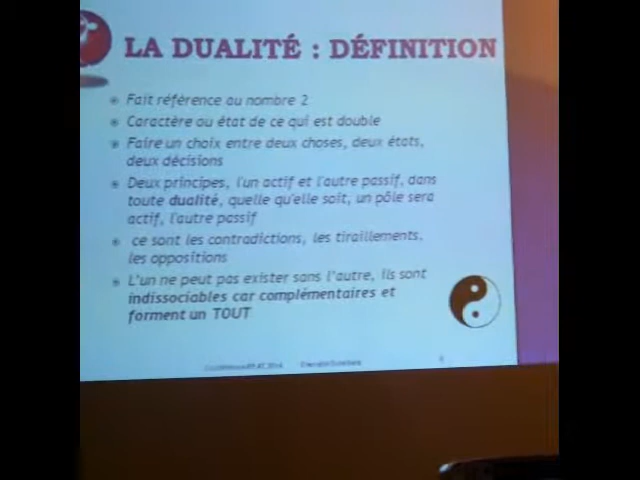 LA DUALITÉ : DÉFINITION
Fait référence au nombre 2
Caractère ou état de ce qui est double
Faire un choix entre deux choses, deux états,
deux décisions
Deux principes, l'un actif et l'autre passif, dans
toute dualité, quelle qu'elle soit, un pôle sera
actif, l'autre passif
ce sont les contradictions, les tiraillements,
les oppositions
L'un ne peut pas exister sans l'autre, ils sont
indissociables car complémentaires et
forment un TOUT